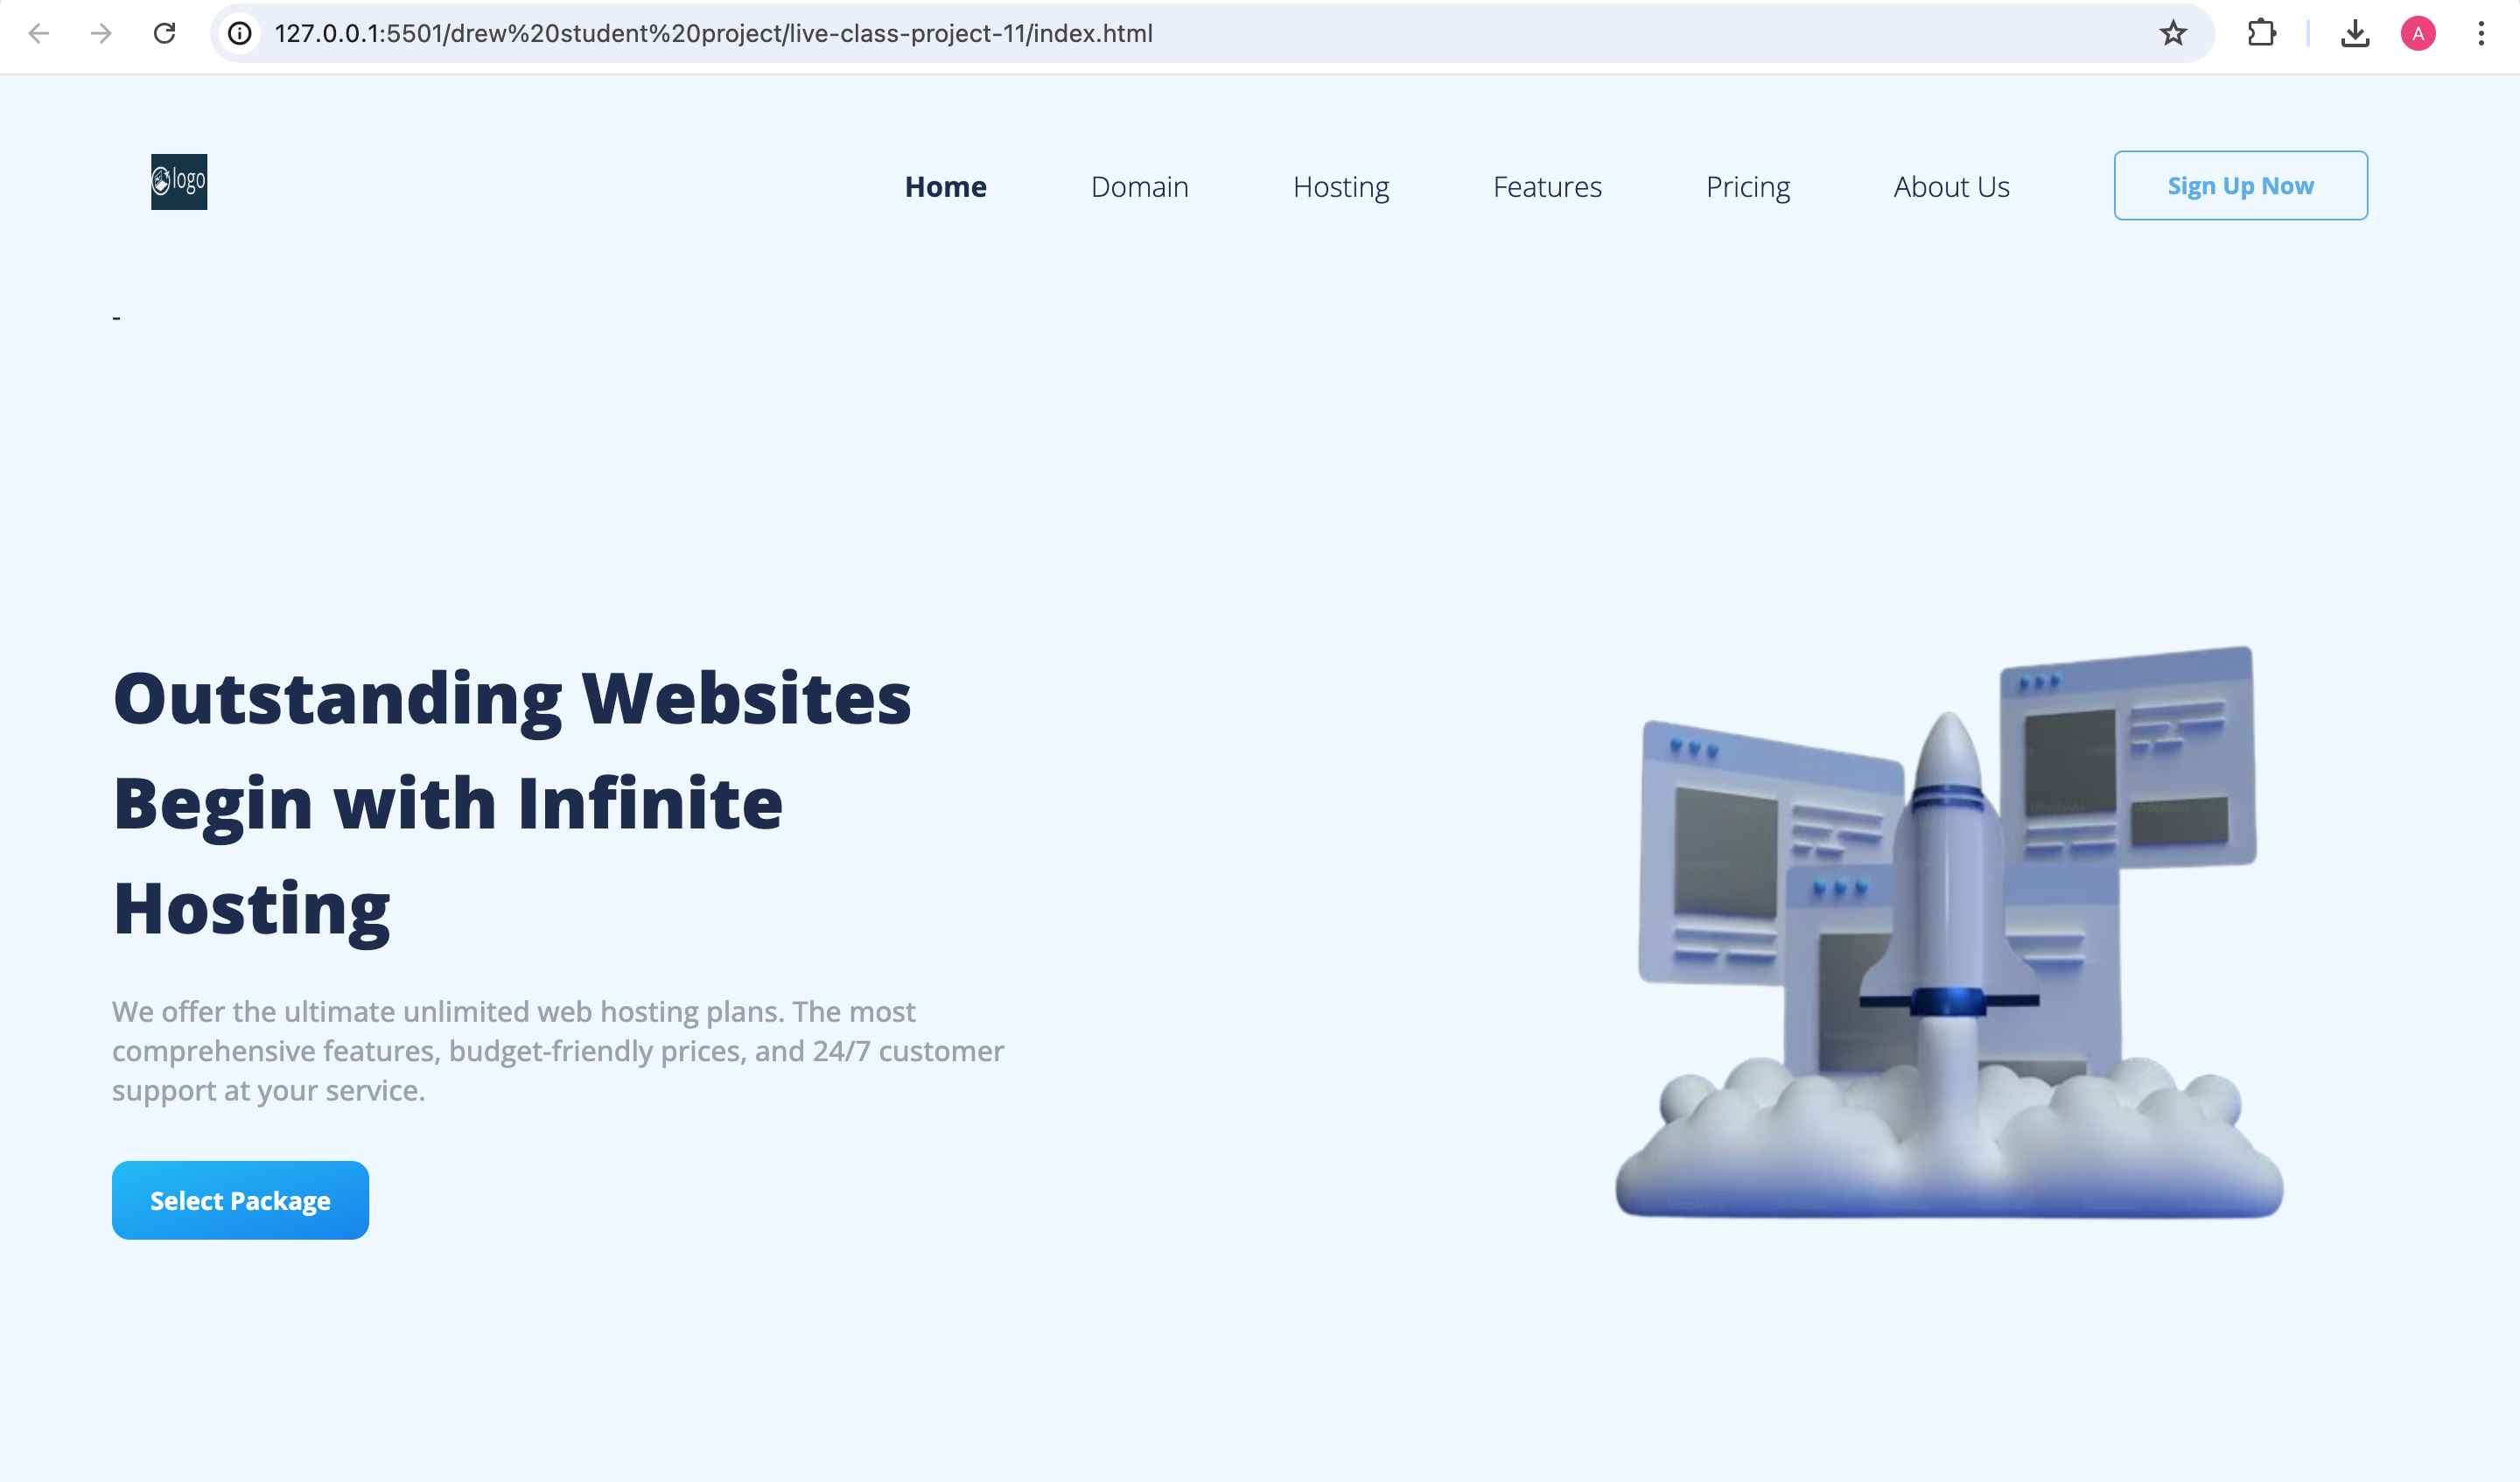 127.0.0.1:5501/drew%20student%20project/live-class-project-11/index.html
A
logo
Home
Domain
Hosting
Features
Pricing
About Us
Sign Up Now
-
Outstanding Websites
Begin with Infinite
Hosting
We offer the ultimate unlimited web hosting plans. The most
comprehensive features, budget-friendly prices, and 24/7 customer
support at your service.
Select Package